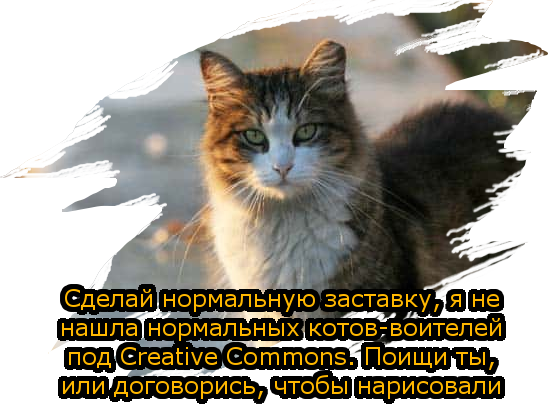 Сделай нормальную заставку, я не
нашла нормальных котов-воителей
под Creative Commons. Поищи ты,
или договорись, чтобы нарисовали